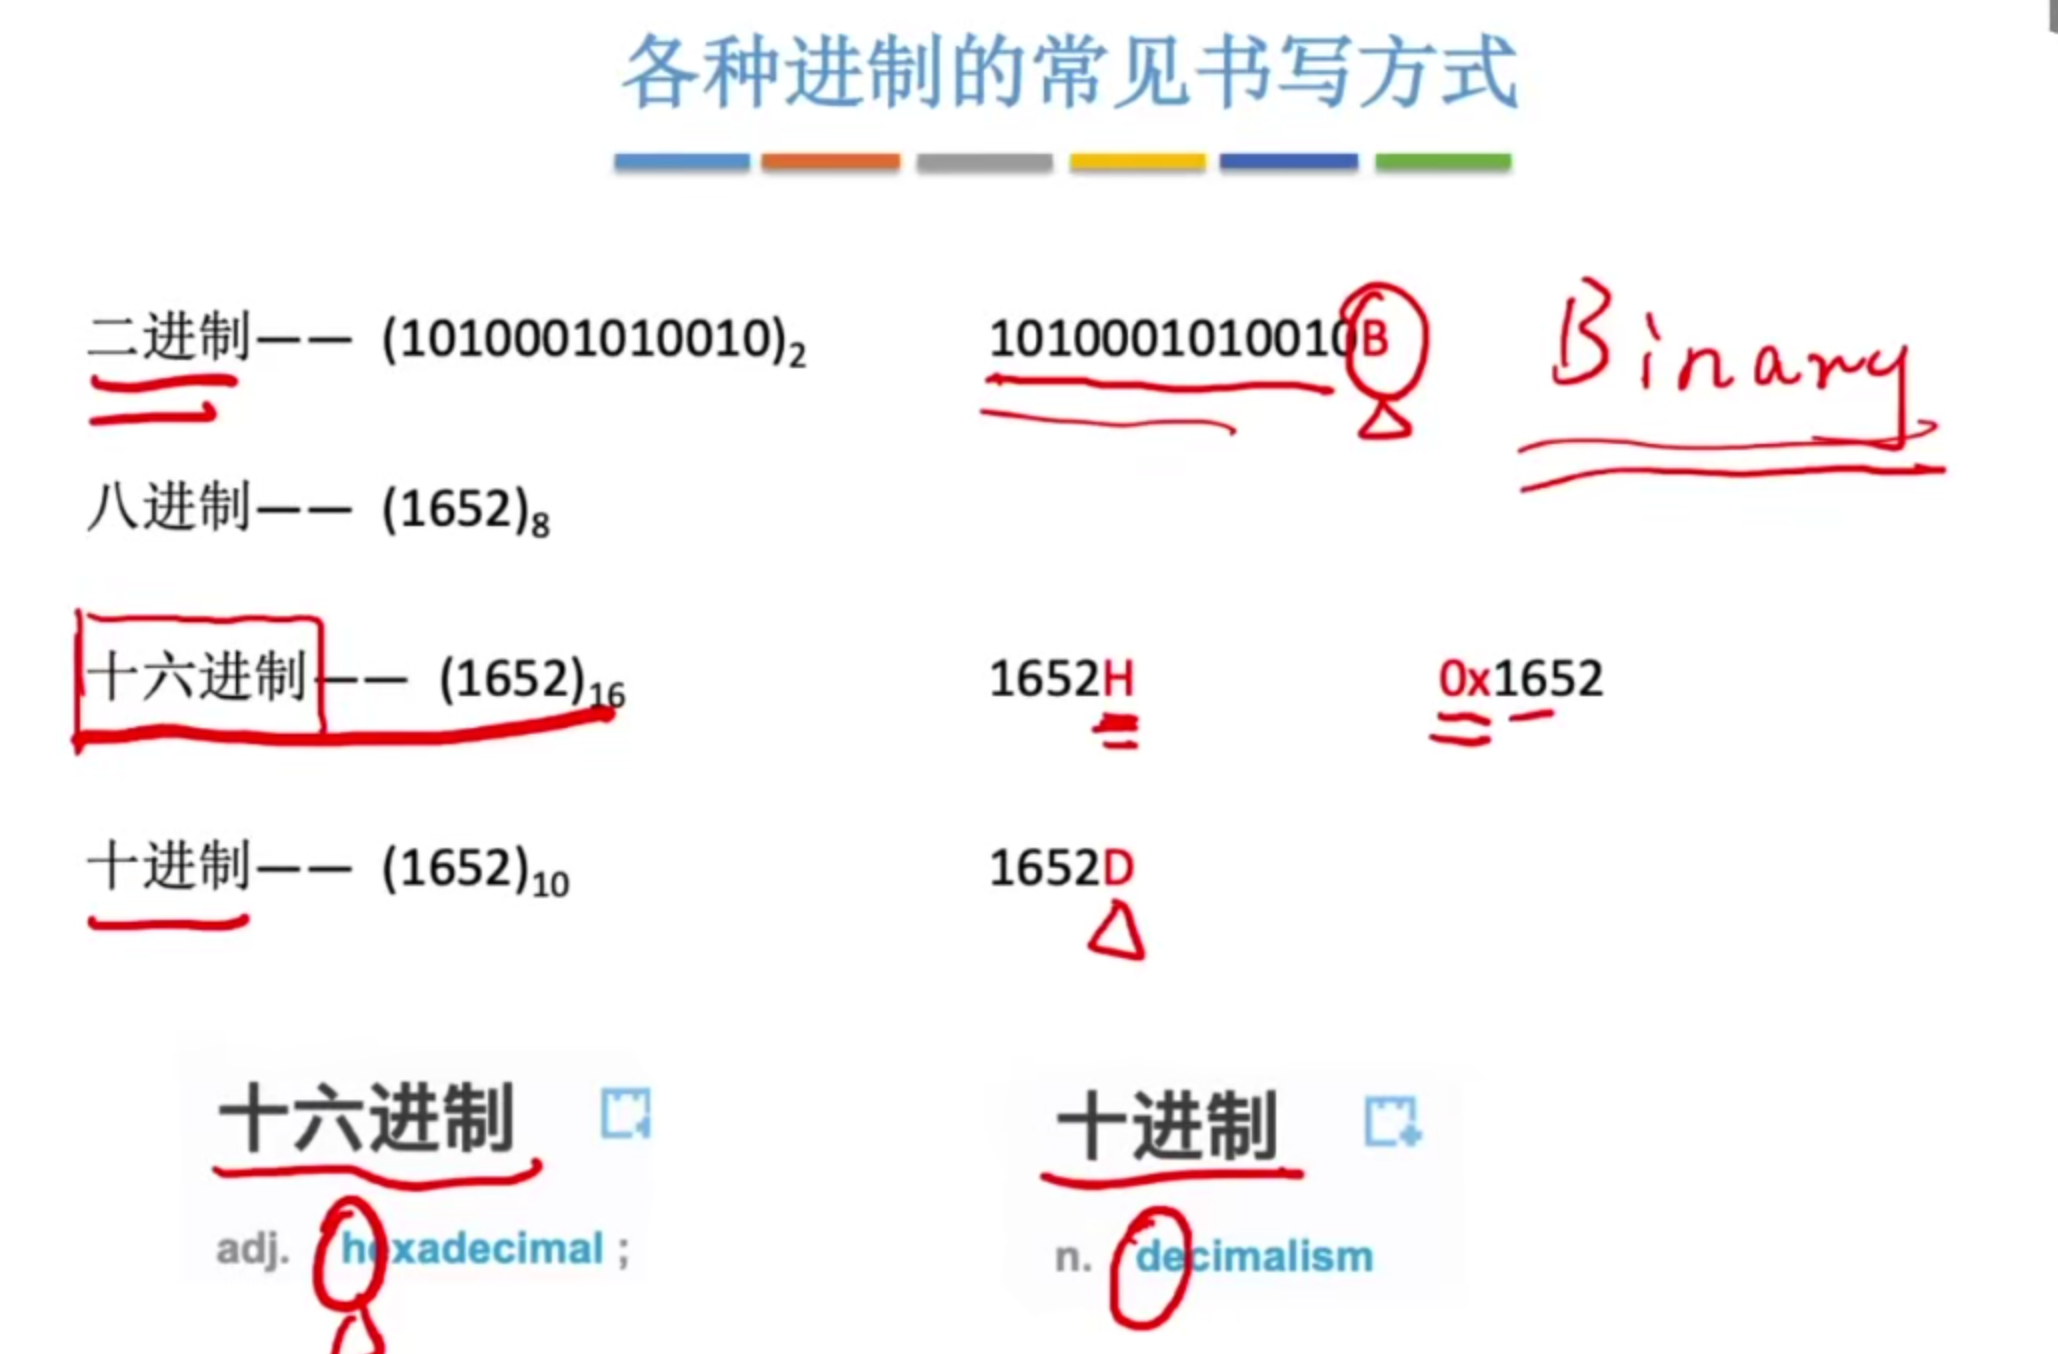 各种进制的常见书写方式
二进制—— (1010001010010)₂ 1010001010010B Binary
八进制—— (1652)₈
十六进制—— (1652)₁₆ 1652H 0x1652
十进制—— (1652)₁₀ 1652D
十六进制 十进制
adj. hexadecimal ; n. decimalism